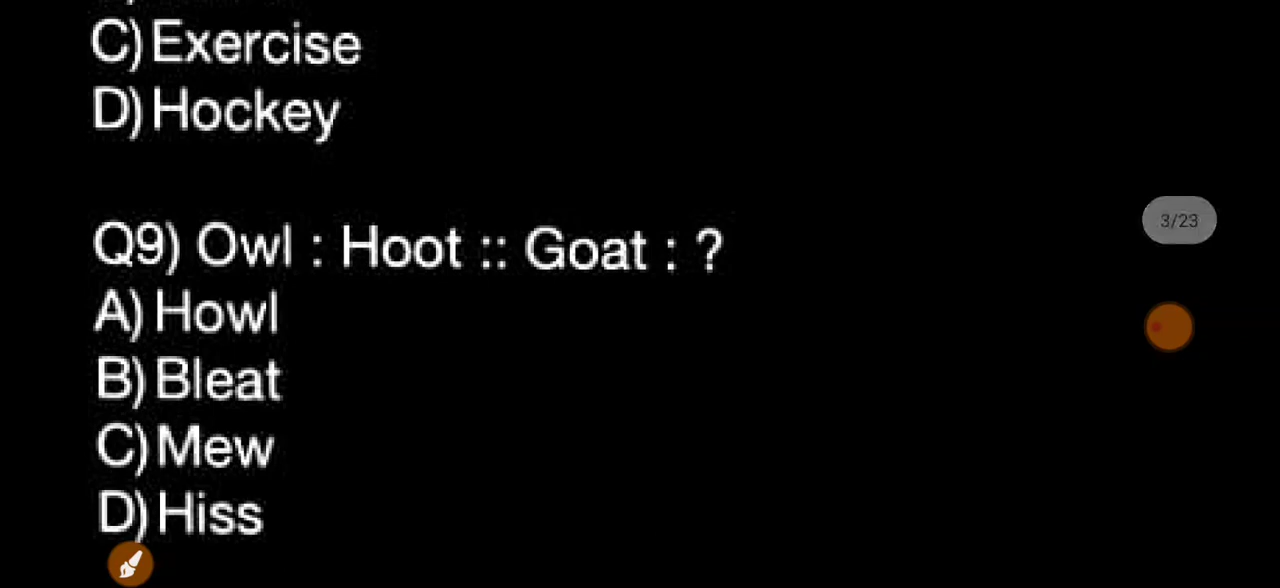 C) Exercise
D) Hockey
Q9) Owl : Hoot :: Goat : ?
A) Howl
B) Bleat
C) Mew
D) Hiss
3/23